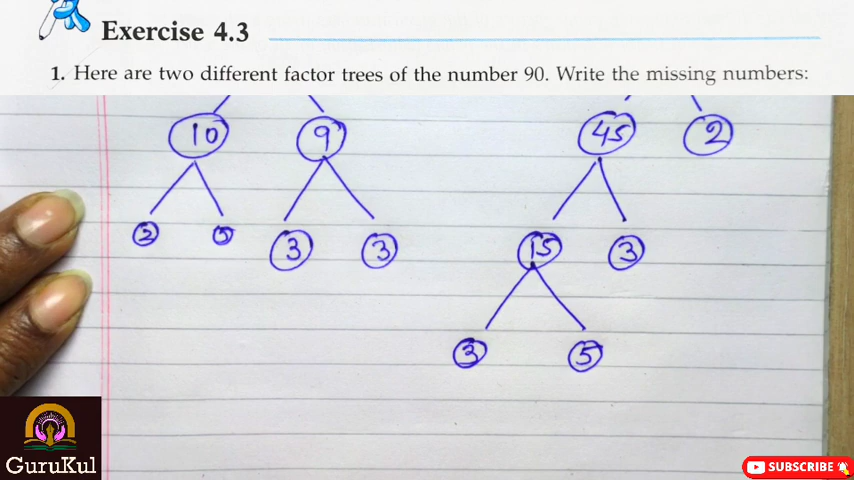 Exercise 4.3
1. Here are two different factor trees of the number 90. Write the missing numbers:
10 9 45 2
2 5 3 3 15 3
3 5
GuruKul
SUBSCRIBE